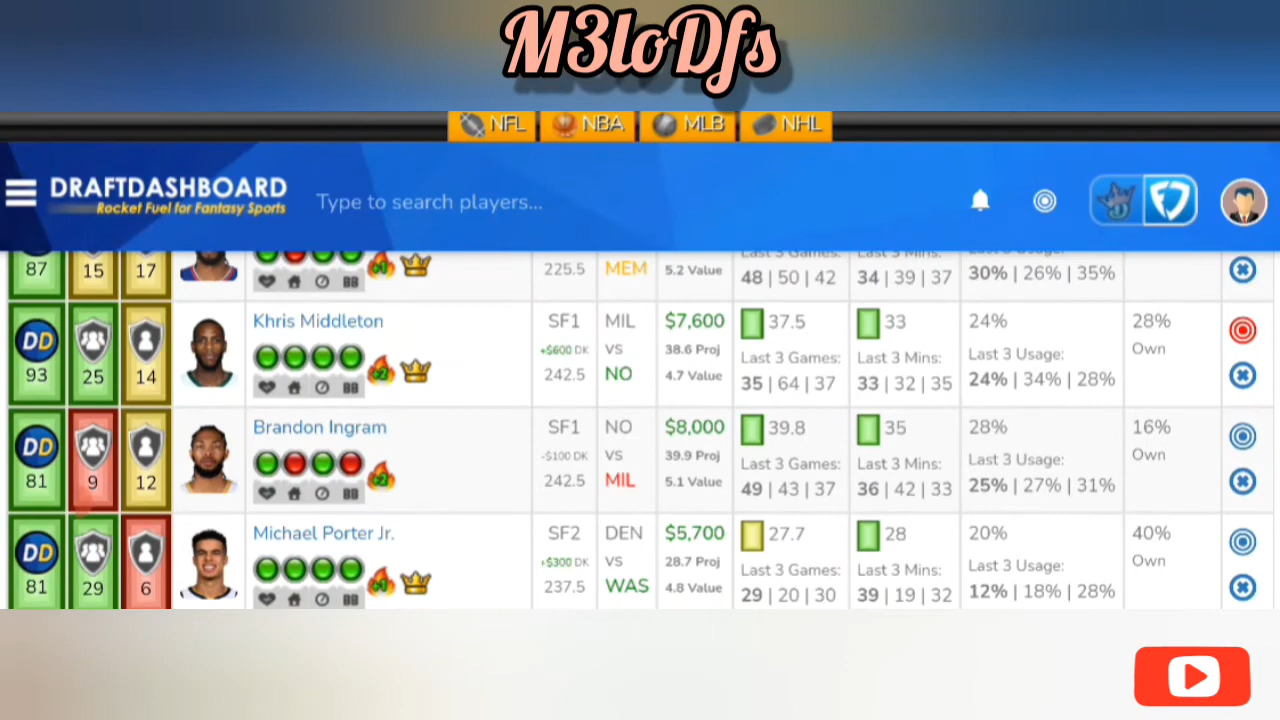 M3loDfs
NFL NBA MLB NHL
DRAFTDASHBOARD
Rocket Fuel for Fantasy Sports
Type to search players...
87 15 17 225.5 MEM 5.2 Value Last 3 Games: 48 | 50 | 42 Last 3 Mins: 34 | 39 | 37 30% | 26% | 35%
Khris Middleton SF1 MIL $7,600 37.5 33 24% 28%
DD +$600 DK VS 38.6 Proj Own
93 25 14 242.5 NO 4.7 Value Last 3 Games: 35 | 64 | 37 Last 3 Mins: 33 | 32 | 35 Last 3 Usage: 24% | 34% | 28%
BB
Brandon Ingram SF1 NO $8,000 39.8 35 28% 16%
DD -$100 DK VS 39.9 Proj Own
81 9 12 242.5 MIL 5.1 Value Last 3 Games: 49 | 43 | 37 Last 3 Mins: 36 | 42 | 33 Last 3 Usage: 25% | 27% | 31%
BB
Michael Porter Jr. SF2 DEN $5,700 27.7 28 20% 40%
DD +$300 DK VS 28.7 Proj Own
81 29 6 237.5 WAS 4.8 Value Last 3 Games: 29 | 20 | 30 Last 3 Mins: 39 | 19 | 32 Last 3 Usage: 12% | 18% | 28%
BB